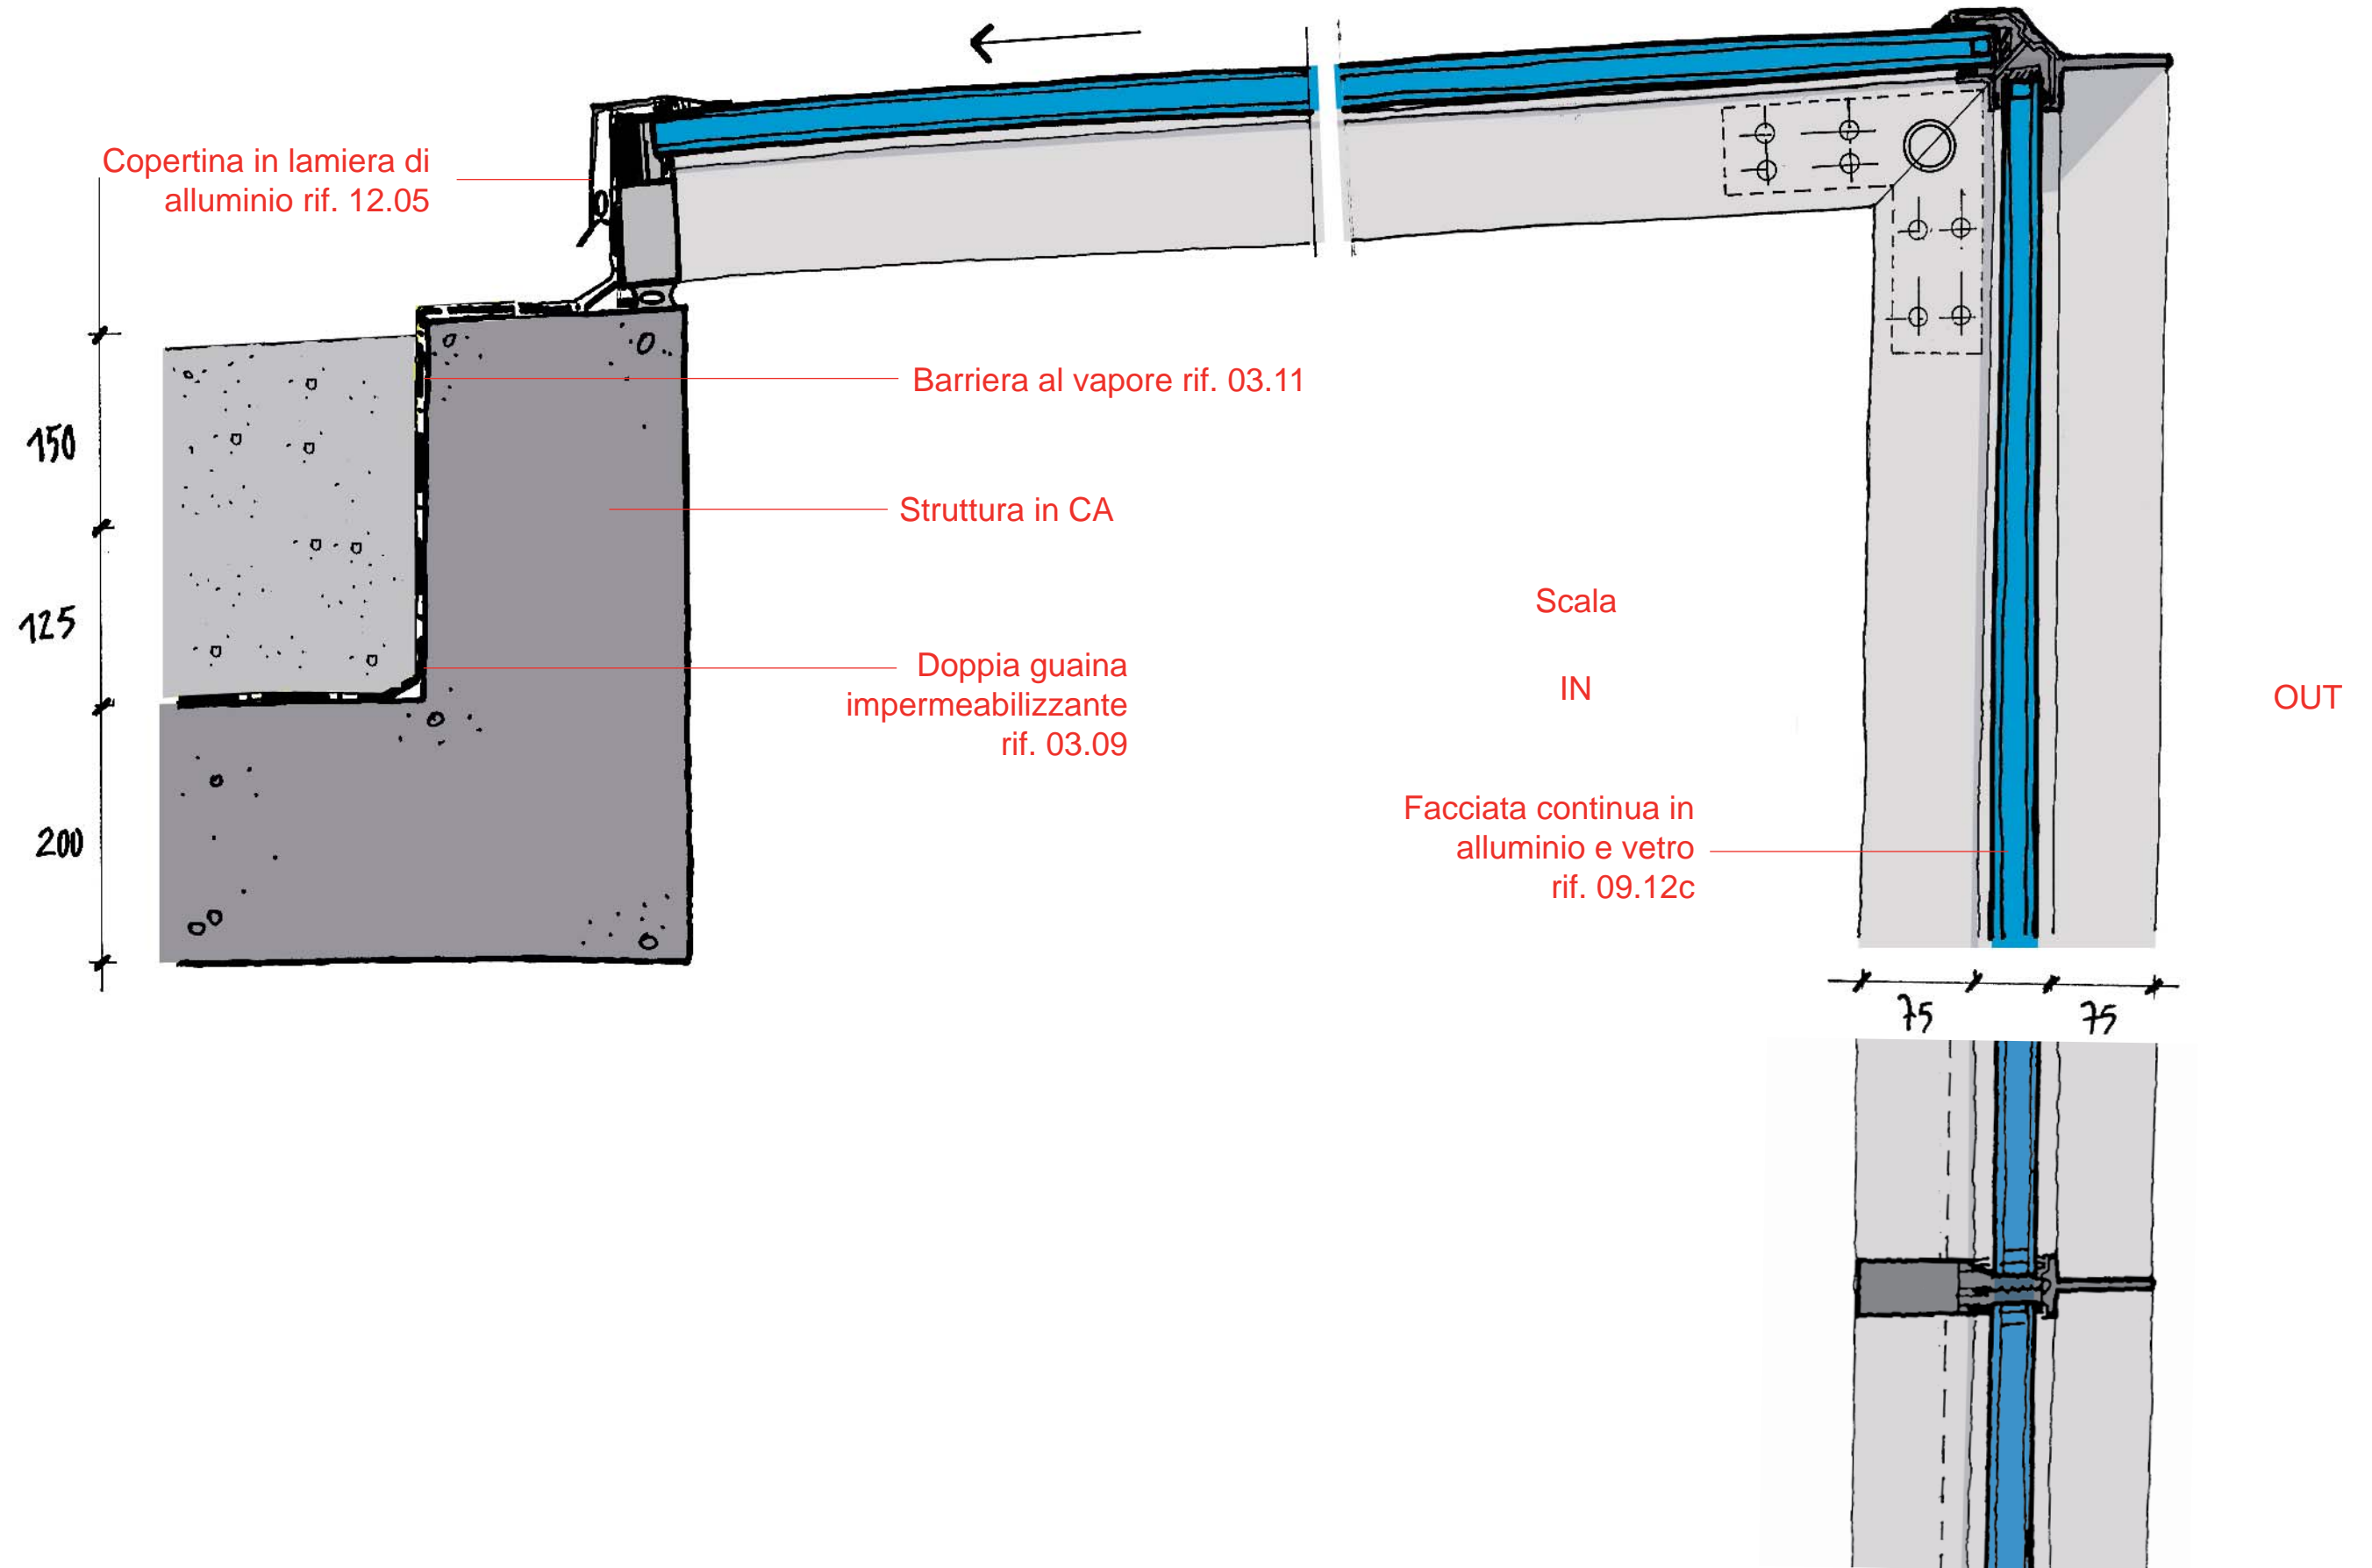 Copertina in lamiera di
alluminio rif. 12.05
Barriera al vapore rif. 03.11
150
Struttura in CA
Scala
125
Doppia guaina
impermeabilizzante
rif. 03.09
IN
OUT
Facciata continua in
alluminio e vetro
rif. 09.12c
200
75
75